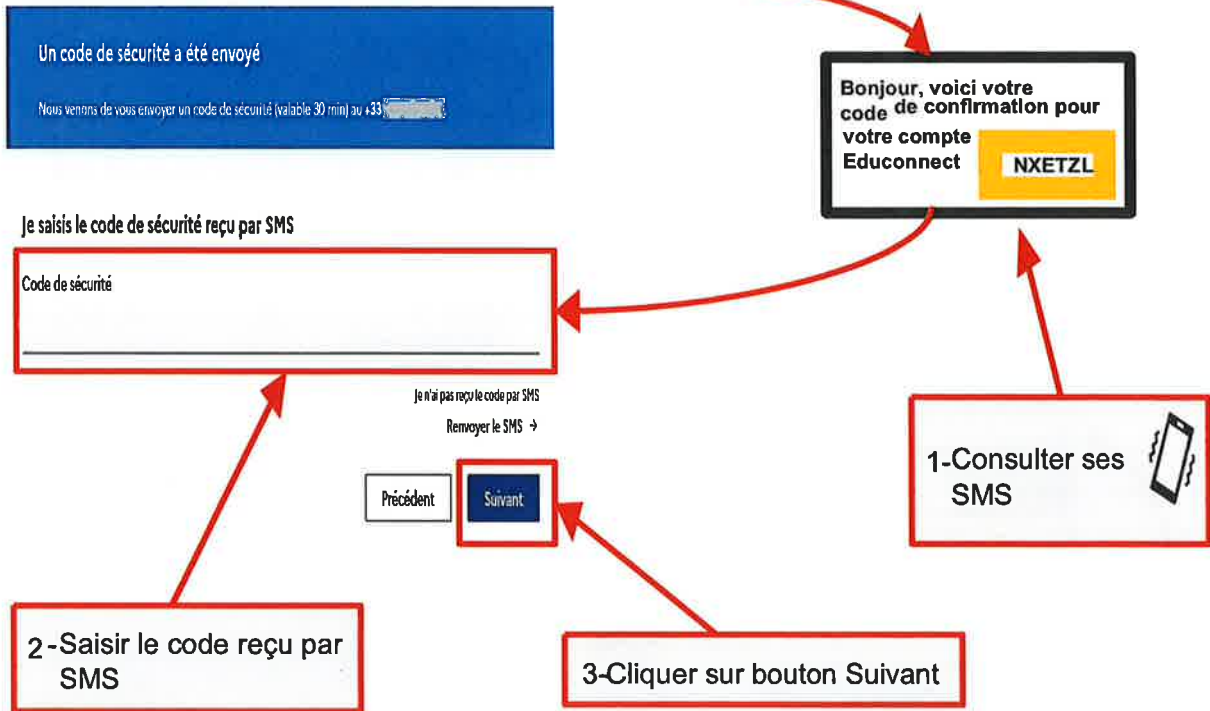 Un code de sécurité a été envoyé
Nous venons de vous envoyer un code de sécurité (valable 30 min) au +33
Bonjour, voici votre
code de confirmation pour
votre compte
Educonnect
NXETZL
Je saisis le code de sécurité reçu par SMS
Code de sécurité
Je n'ai pas reçu le code par SMS
Renvoyer le SMS →
Précédent
Suivant
1-Consulter ses
SMS
2-Saisir le code reçu par
SMS
3-Cliquer sur bouton Suivant